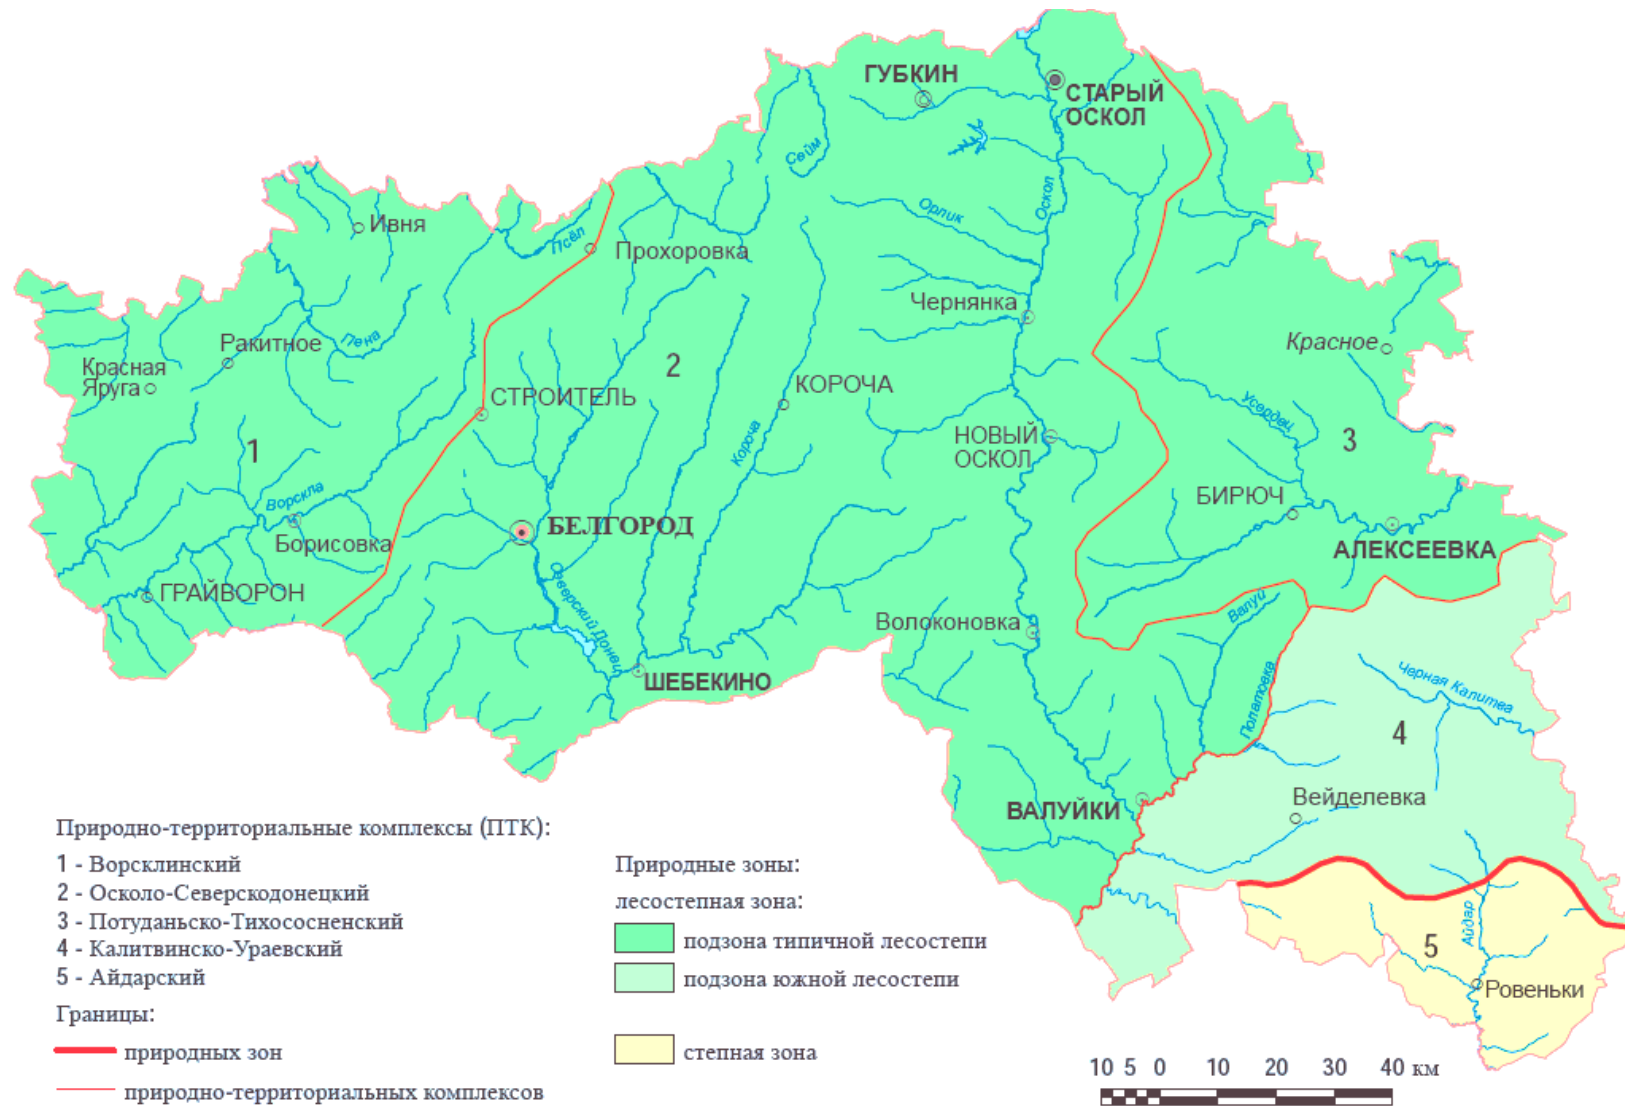 ГУБКИН
СТАРЫЙ
ОСКОЛ
Сейм
Оскол
Орлик
Ивня
Псёл
Прохоровка
Чернянка
Ракитное
Пена
Красная
Яруга
Красное
2
СТРОИТЕЛЬ
КОРОЧА
Короча
Усердец
НОВЫЙ
ОСКОЛ
3
1
Ворскла
БИРЮЧ
БЕЛГОРОД
Борисовка
АЛЕКСЕЕВКА
ГРАЙВОРОН
Северский Донец
Волоконовка
Валуй
ШЕБЕКИНО
Полатовка
Черная Калитва
4
ВАЛУЙКИ
Вейделевка
Айдар
5
Ровеньки
Природно-территориальные комплексы (ПТК):
1 - Ворсклинский
2 - Осколо-Северскодонецкий
3 - Потуданьско-Тихососненский
4 - Калитвинско-Ураевский
5 - Айдарский
Границы:
природных зон
природно-территориальных комплексов
Природные зоны:
лесостепная зона:
подзона типичной лесостепи
подзона южной лесостепи
степная зона
10 5 0 10 20 30 40 км